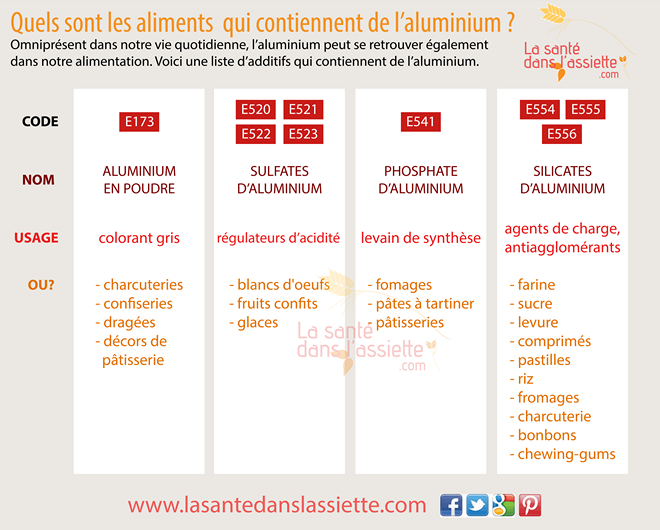 Quels sont les aliments qui contiennent de l'aluminium ?
Omniprésent dans notre vie quotidienne, l'aluminium peut se retrouver également
dans notre alimentation. Voici une liste d'additifs qui contiennent de l'aluminium.
La santé
dans l'assiette
.com
CODE
E173
E520 E521
E522 E523
E541
E554 E555
E556
NOM
ALUMINIUM
EN POUDRE
SULFATES
D'ALUMINIUM
PHOSPHATE
D'ALUMINIUM
SILICATES
D'ALUMINIUM
USAGE
colorant gris
régulateurs d'acidité
levain de synthèse
agents de charge,
antiagglomérants
OU?
- charcuteries
- confiseries
- dragées
- décors de
pâtisserie
- blancs d'oeufs
- fruits confits
- glaces
- fomages
- pâtes à tartiner
- pâtisseries
- farine
- sucre
- levure
- comprimés
- pastilles
- riz
- fromages
- charcuterie
- bonbons
- chewing-gums
La santé
dans l'assiette
.com
www.lasantedanslassiette.com